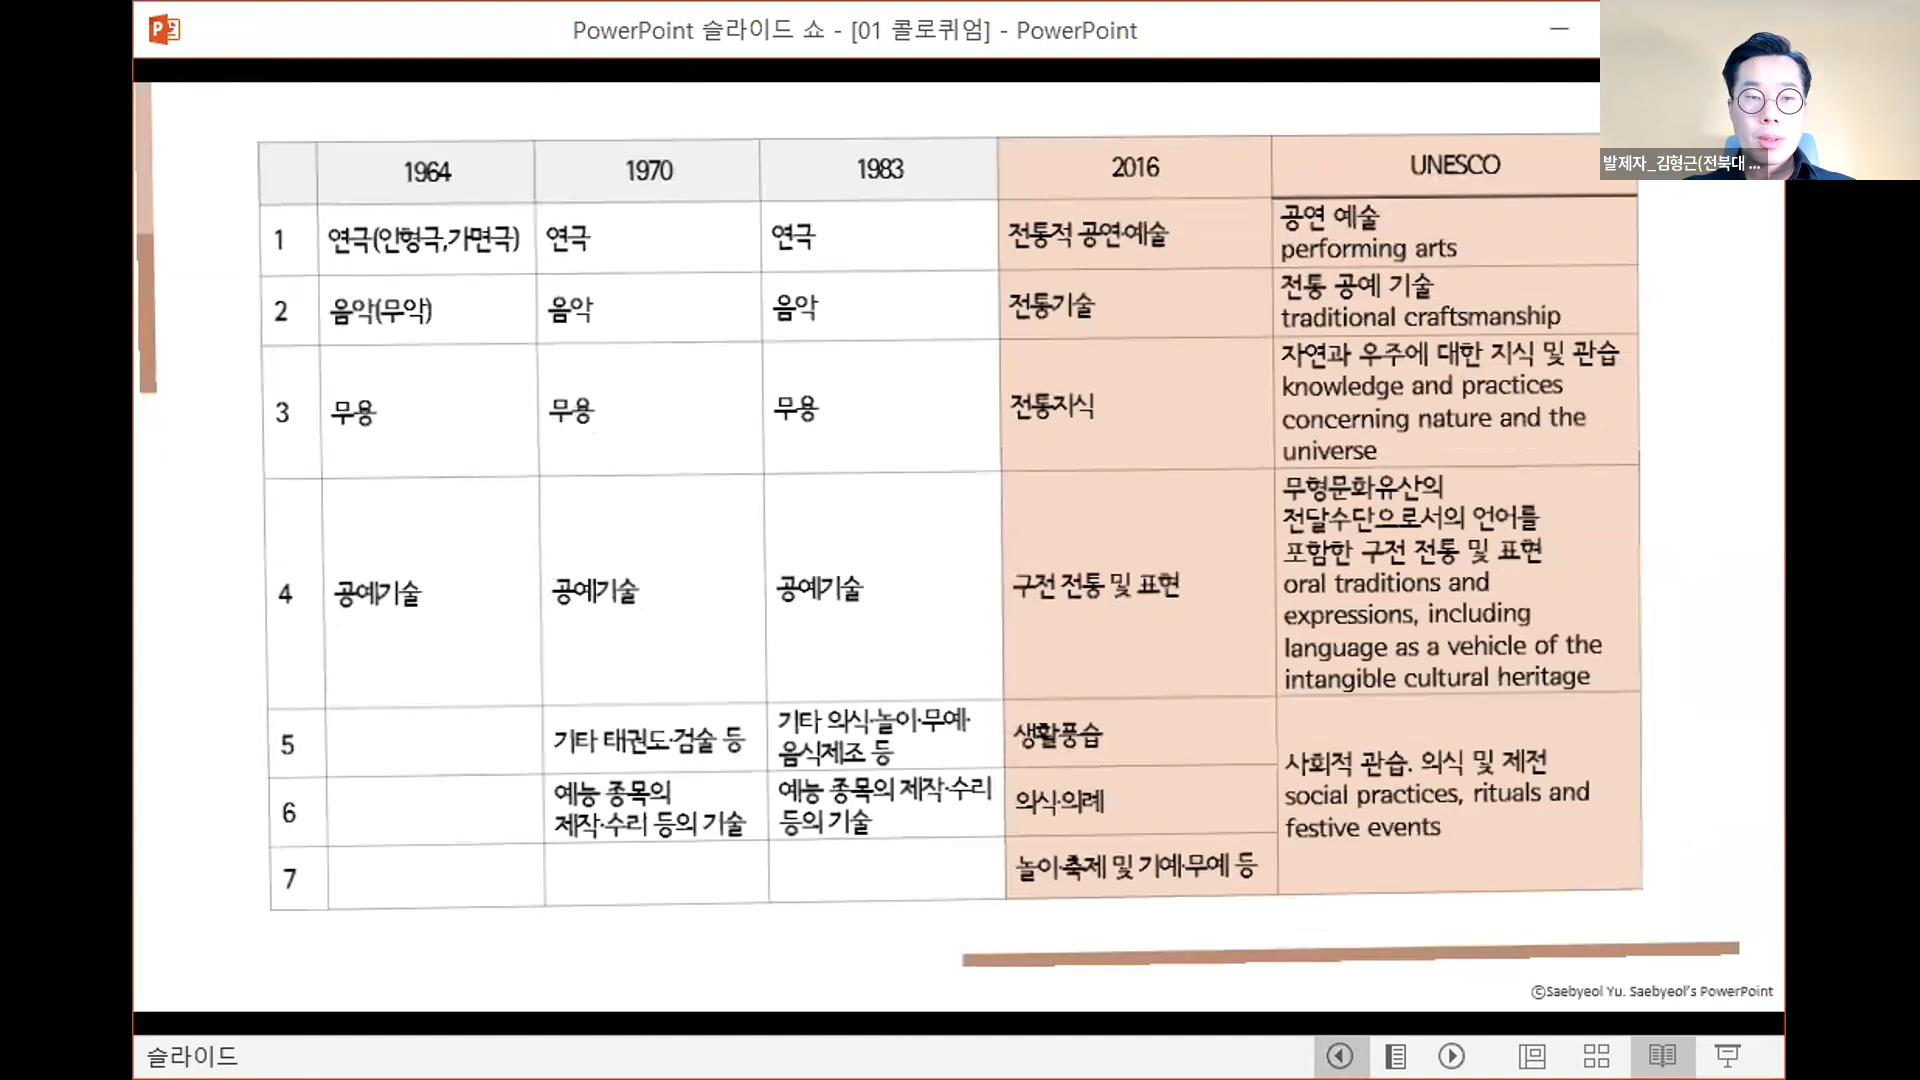 PowerPoint 슬라이드 쇼 - [01 콜로퀴엄] - PowerPoint
발제자_김형근(전북대 ...
1964 1970 1983 2016 UNESCO
1 연극(인형극,가면극) 연극 연극 전통적 공연·예술 공연 예술
performing arts
2 음악(무악) 음악 음악 전통기술 전통 공예 기술
traditional craftsmanship
3 무용 무용 무용 전통지식 자연과 우주에 대한 지식 및 관습
knowledge and practices
concerning nature and the
universe
4 공예기술 공예기술 공예기술 구전 전통 및 표현 무형문화유산의
전달수단으로서의 언어를
포함한 구전 전통 및 표현
oral traditions and
expressions, including
language as a vehicle of the
intangible cultural heritage
5 기타 태권도·검술 등 기타 의식·놀이·무예·
음식제조 등 생활풍습
6 예능 종목의
제작·수리 등의 기술 예능 종목의 제작·수리
등의 기술 의식·의례
7 놀이·축제 및 기예·무예 등
사회적 관습. 의식 및 제전
social practices, rituals and
festive events
ⓒSaebyeol Yu. Saebyeol's PowerPoint
슬라이드